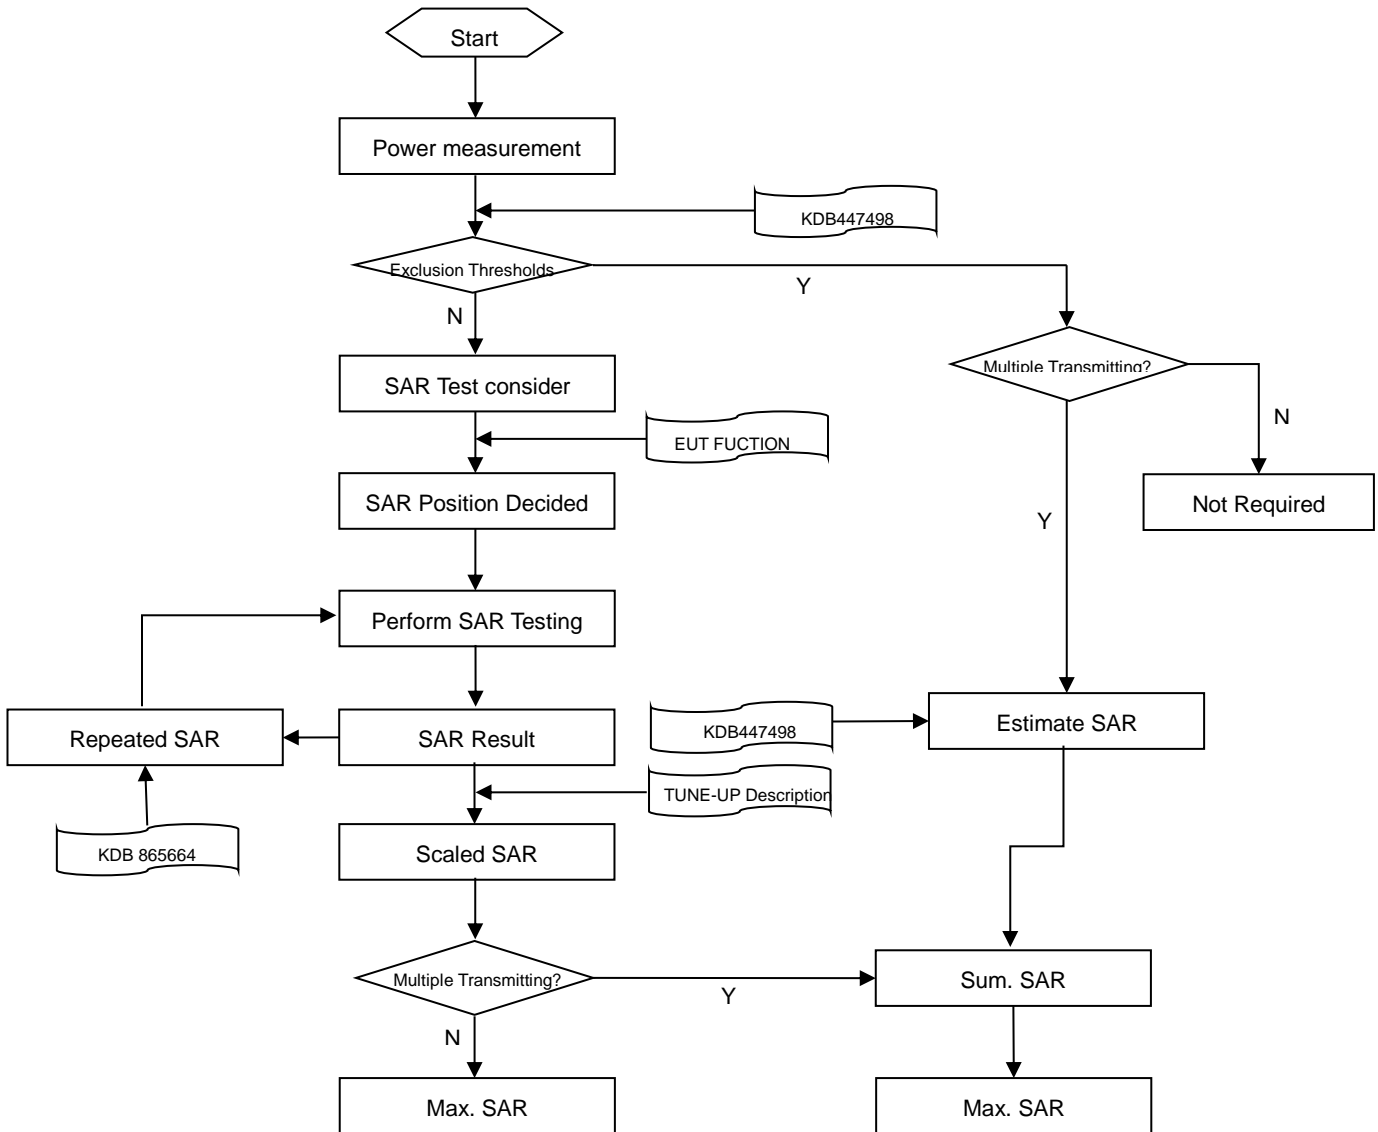 Start
Power measurement
KDB447498
Exclusion Thresholds
Y
N
Multiple Transmitting?
SAR Test consider
N
EUT FUCTION
SAR Position Decided
Not Required
Y
Perform SAR Testing
Repeated SAR
SAR Result
KDB447498
Estimate SAR
TUNE-UP Description
KDB 865664
Scaled SAR
Multiple Transmitting?
Y
Sum. SAR
N
Max. SAR
Max. SAR